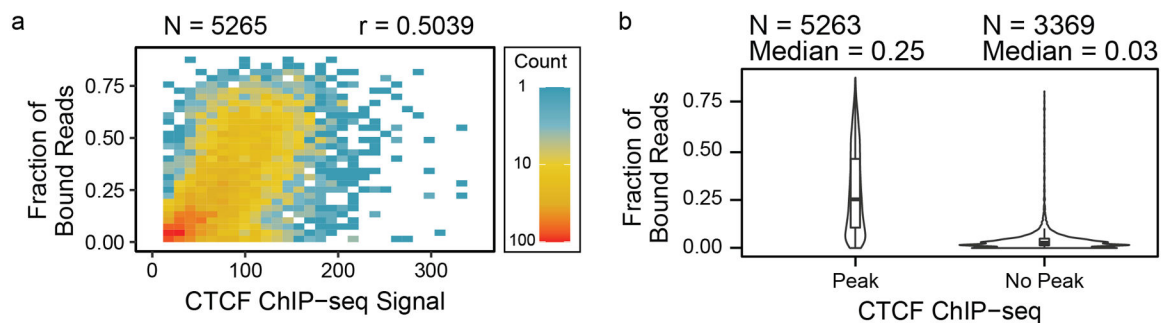 a
N = 5265
r = 0.5039
Fraction of
Bound Reads
0.75
0.50
0.25
0.00
0
100
200
300
CTCF ChIP−seq Signal
Count
1
10
100
b
N = 5263
Median = 0.25
N = 3369
Median = 0.03
Fraction of
Bound Reads
0.75
0.50
0.25
0.00
Peak
No Peak
CTCF ChIP−seq